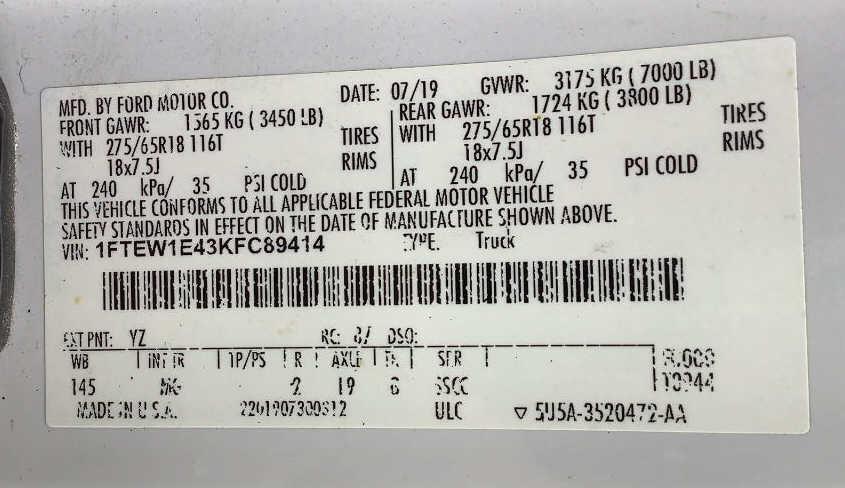 MFD. BY FORD MOTOR CO. DATE: 07/19 GVWR: 3175 KG ( 7000 LB)
FRONT GAWR: 1565 KG ( 3450 LB) REAR GAWR: 1724 KG ( 3800 LB)
WITH 275/65R18 116T TIRES WITH 275/65R18 116T TIRES
18x7.5J RIMS 18x7.5J RIMS
AT 240 kPa/ 35 PSI COLD AT 240 kPa/ 35 PSI COLD
THIS VEHICLE CONFORMS TO ALL APPLICABLE FEDERAL MOTOR VEHICLE
SAFETY STANDARDS IN EFFECT ON THE DATE OF MANUFACTURE SHOWN ABOVE.
VIN: 1FTEW1E43KFC89414 TYPE: Truck
EXT PNT: YZ RC: DSO:
WB INT TR TP/PS R AXLE
145 19
MADE IN U.S.A. ULC 5U5A-3520472-AA